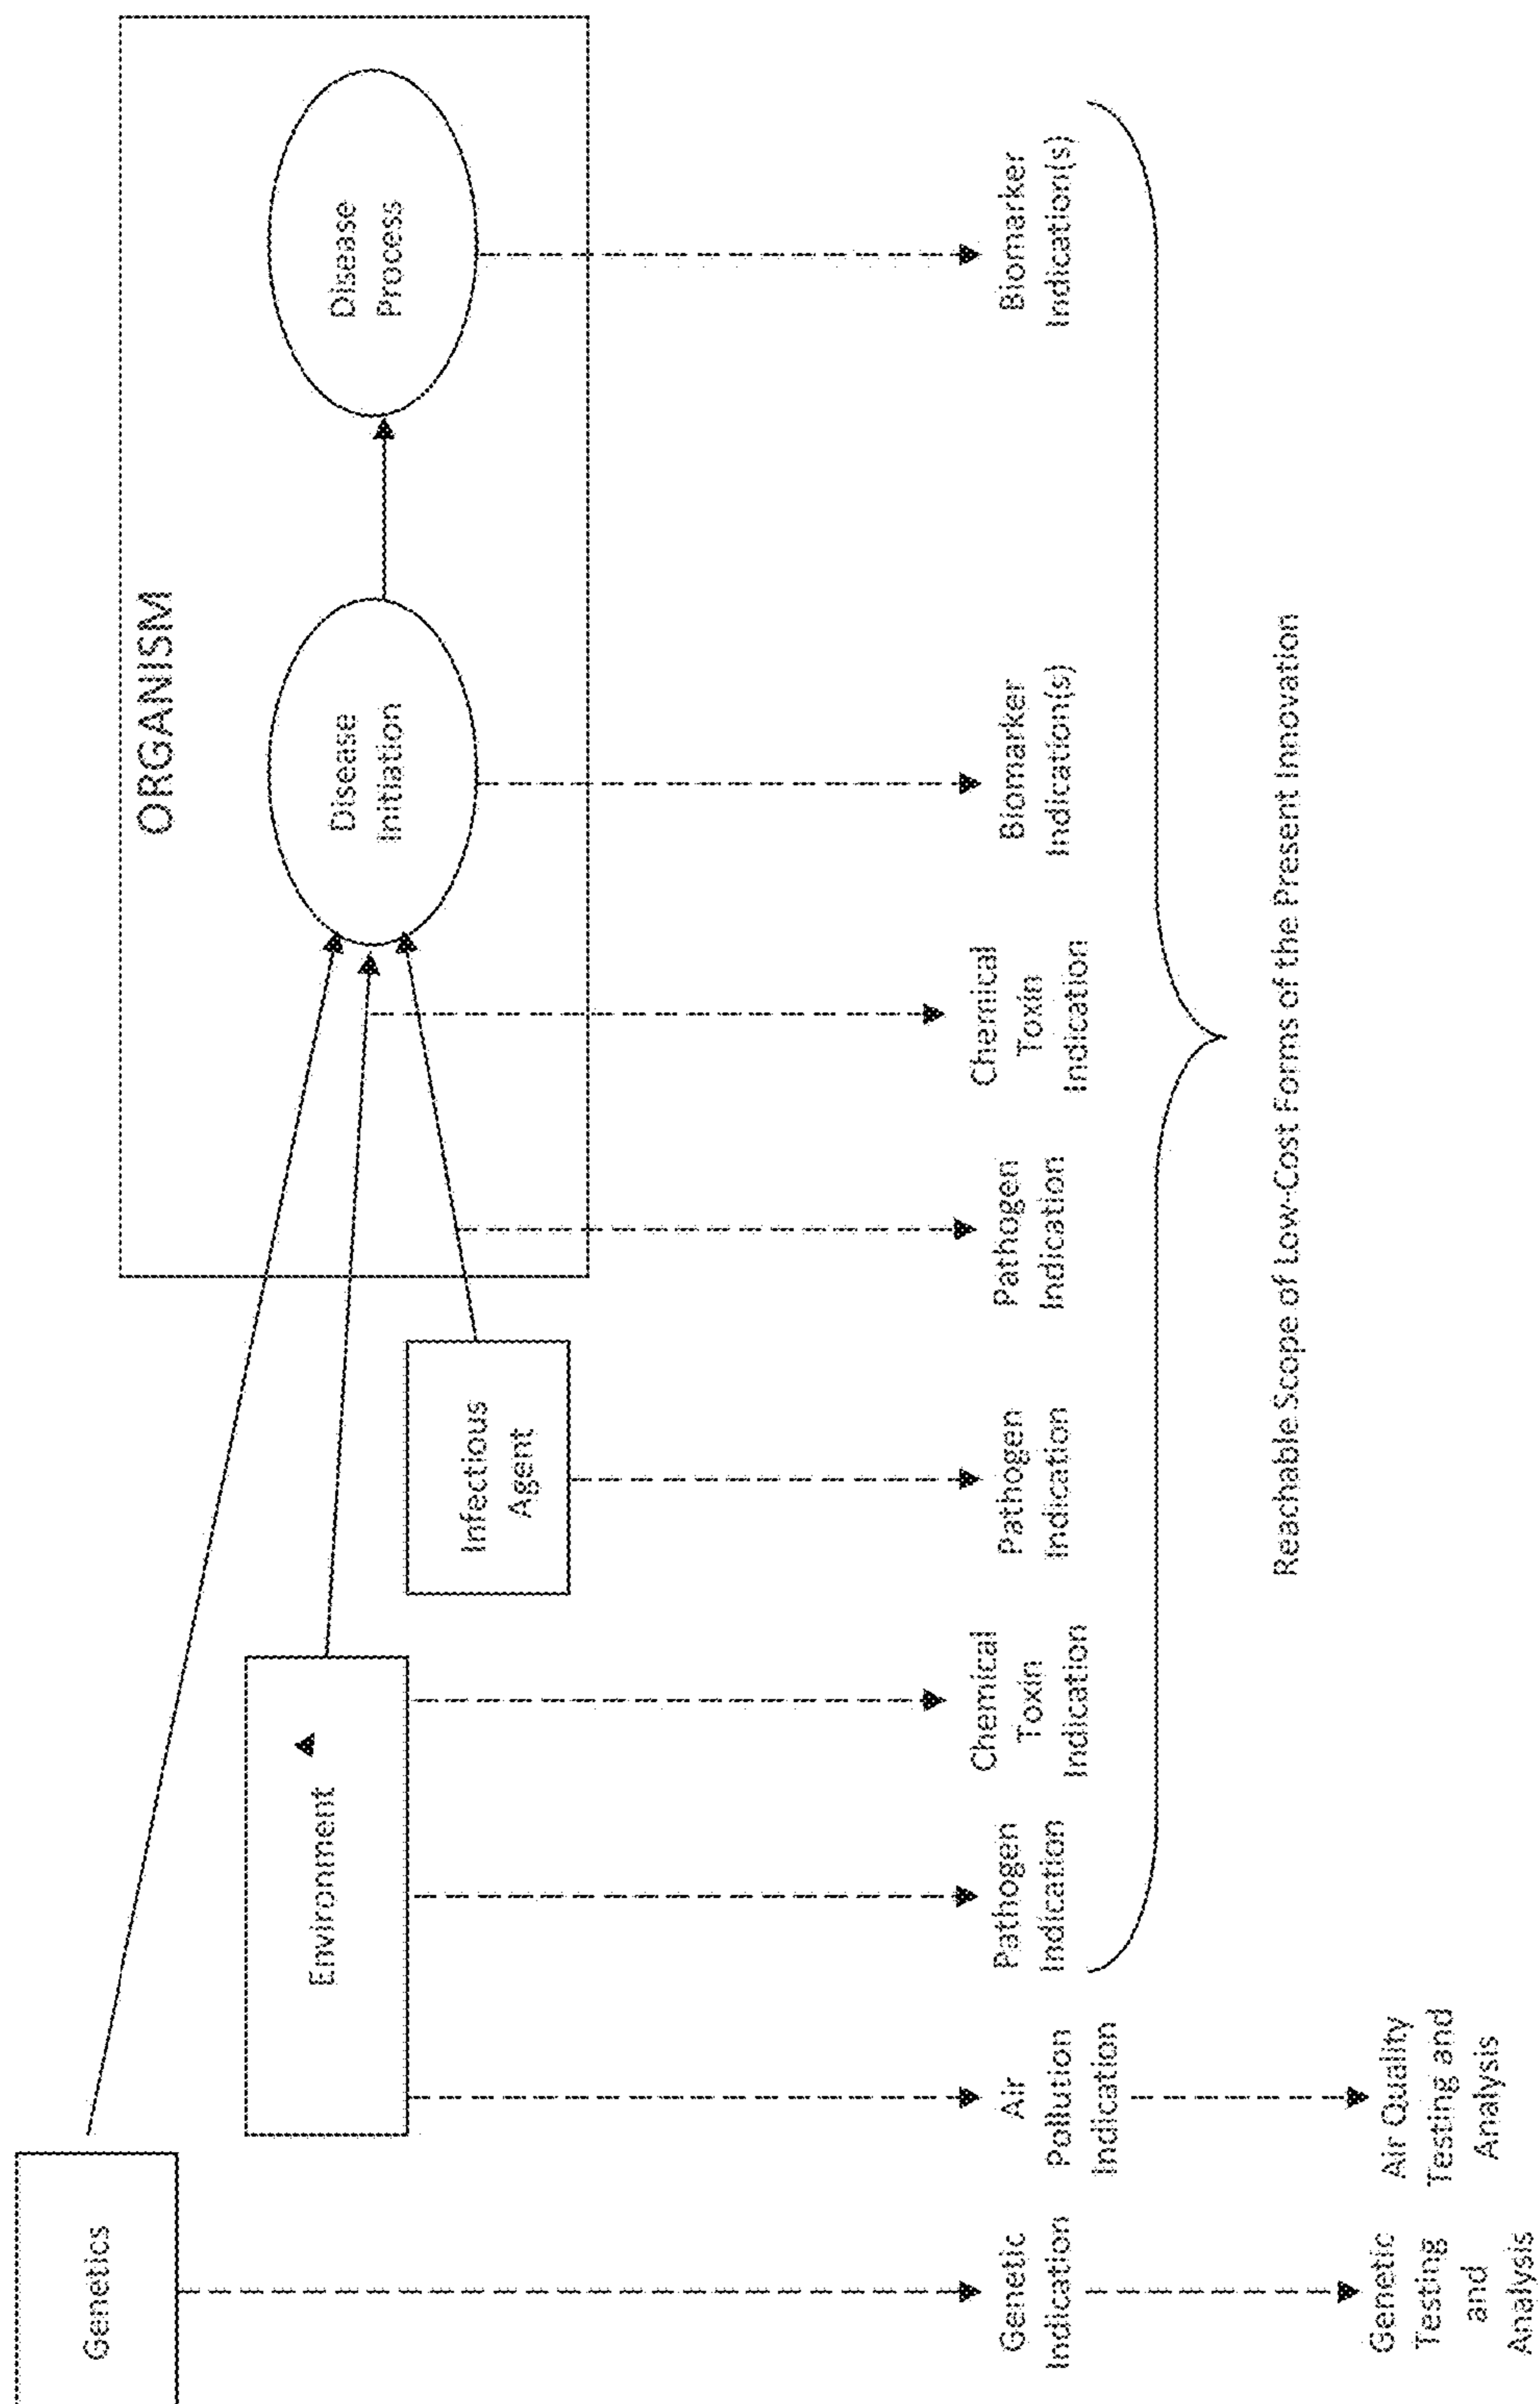 ORGANISM
Genetics
Environment
Infectious
Agent
Disease
Initiation
Disease
Process
Genetic
Indication
Air
Pollution
Indication
Pathogen
Indication
Chemical
Toxin
Indication
Pathogen
Indication
Pathogen
Indication
Chemical
Toxin
Indication
Biomarker
Indication(s)
Biomarker
Indication(s)
Genetic
Testing
and
Analysis
Air Quality
Testing and
Analysis
Reachable Scope of Low-Cost Forms of the Present Innovation